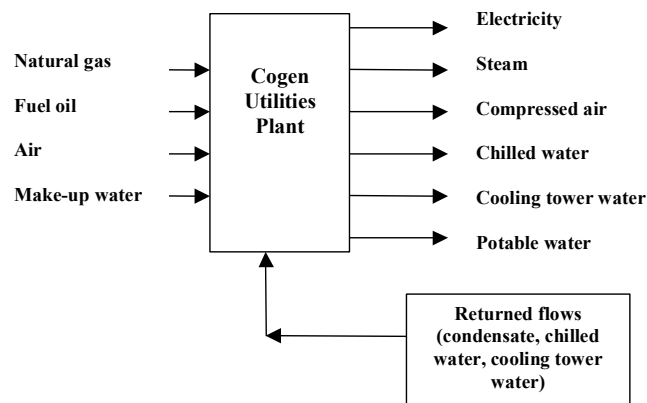 Natural gas
Fuel oil
Air
Make-up water
Cogen
Utilities
Plant
Electricity
Steam
Compressed air
Chilled water
Cooling tower water
Potable water
Returned flows
(condensate, chilled
water, cooling tower
water)